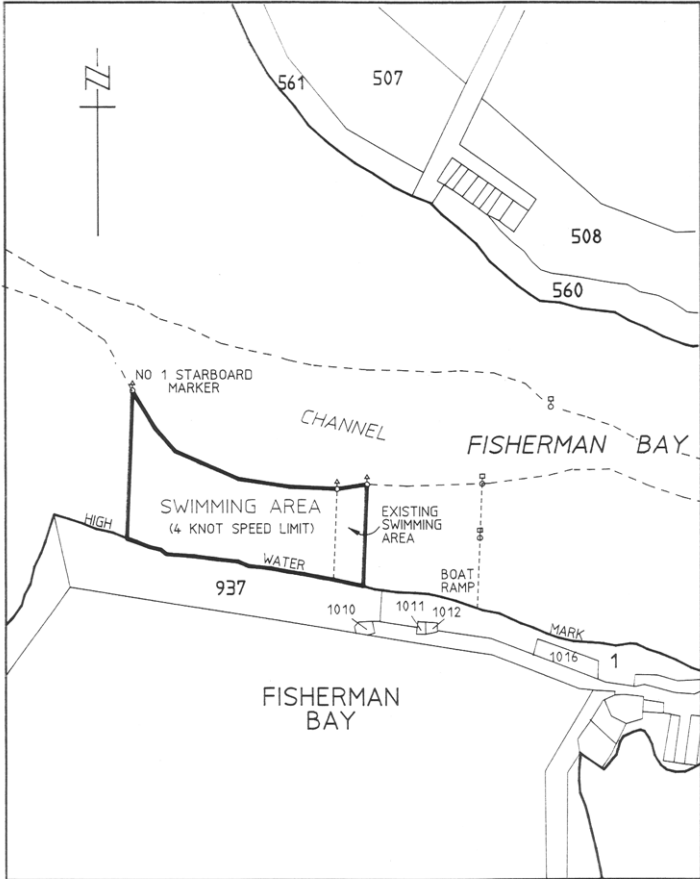 N
561
507
508
560
NO 1 STARBOARD
MARKER
CHANNEL
FISHERMAN BAY
SWIMMING AREA
(4 KNOT SPEED LIMIT)
EXISTING
SWIMMING
AREA
HIGH
WATER
BOAT
RAMP
937
1010
1011
1012
MARK
1016
1
FISHERMAN
BAY